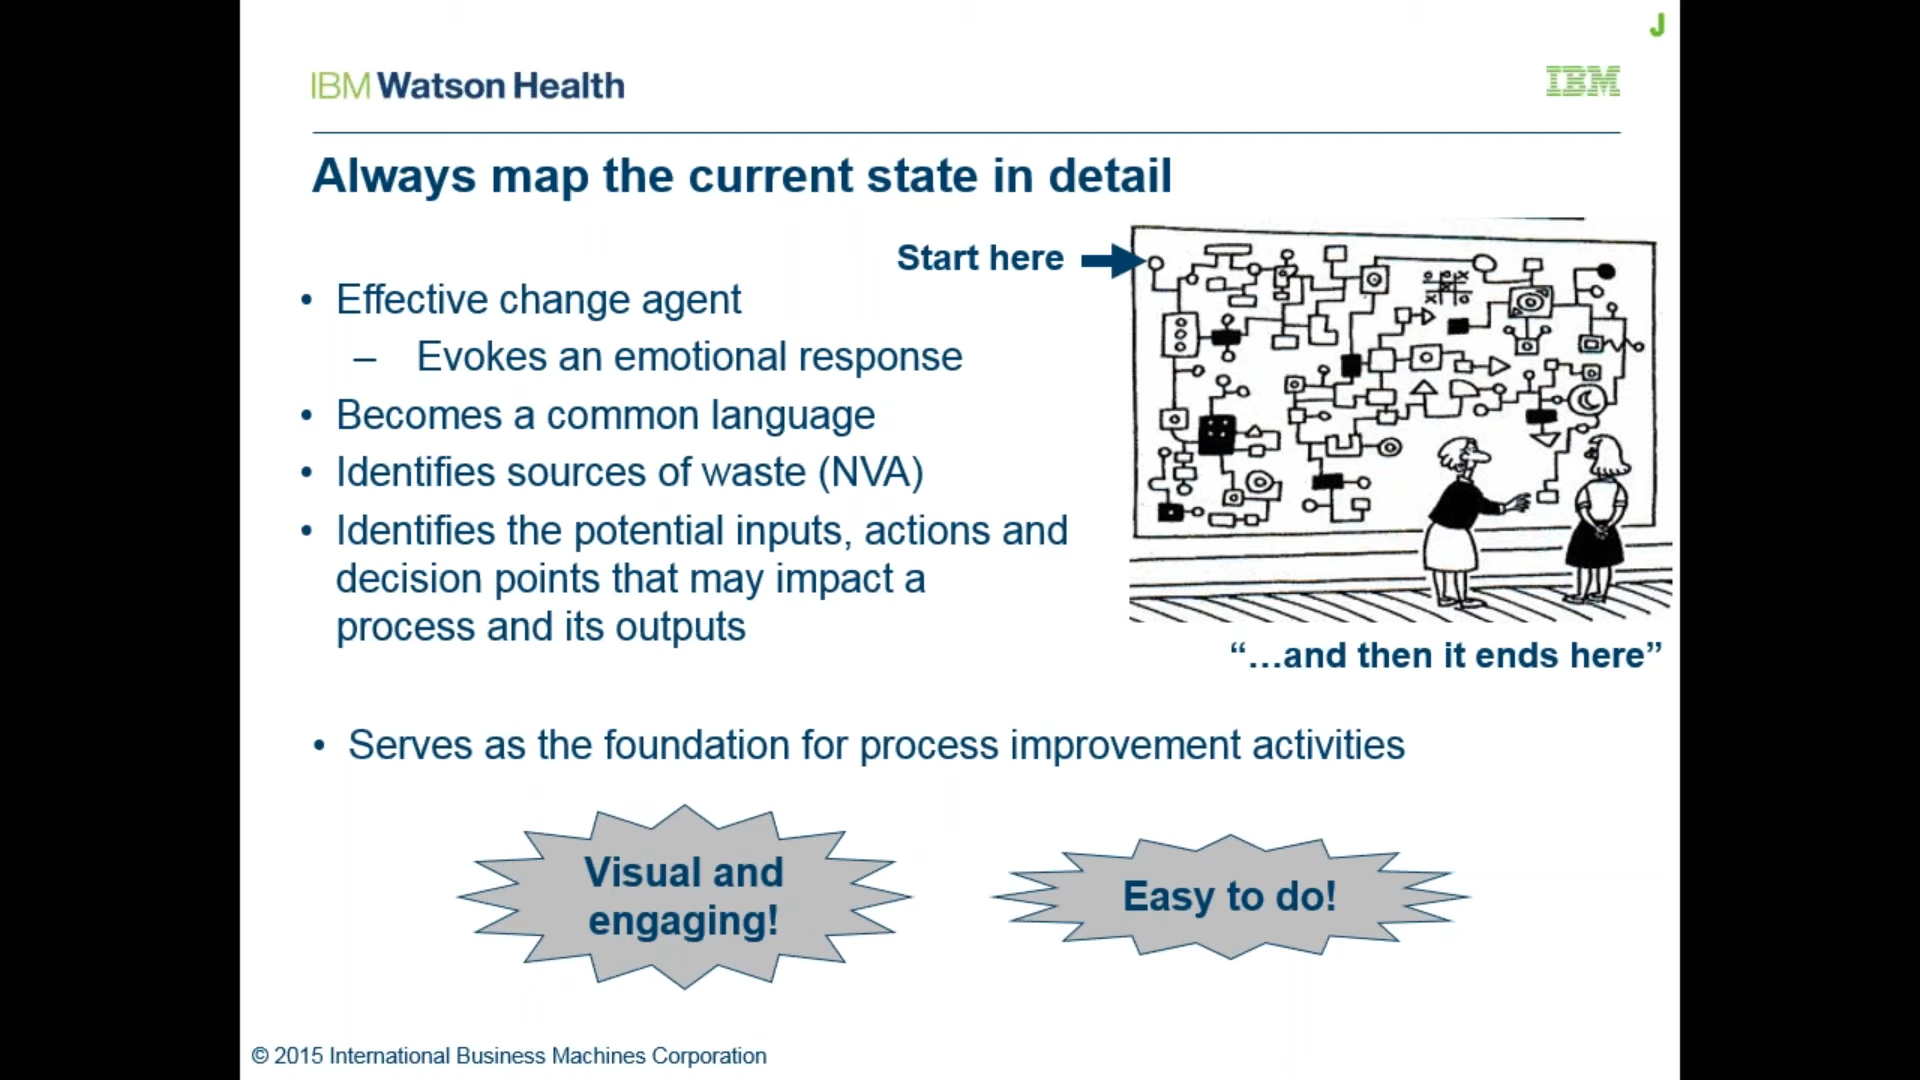 J
IBM Watson Health
IBM
Always map the current state in detail
Start here
• Effective change agent
– Evokes an emotional response
• Becomes a common language
• Identifies sources of waste (NVA)
• Identifies the potential inputs, actions and
decision points that may impact a
process and its outputs
“…and then it ends here”
• Serves as the foundation for process improvement activities
Visual and
engaging!
Easy to do!
© 2015 International Business Machines Corporation